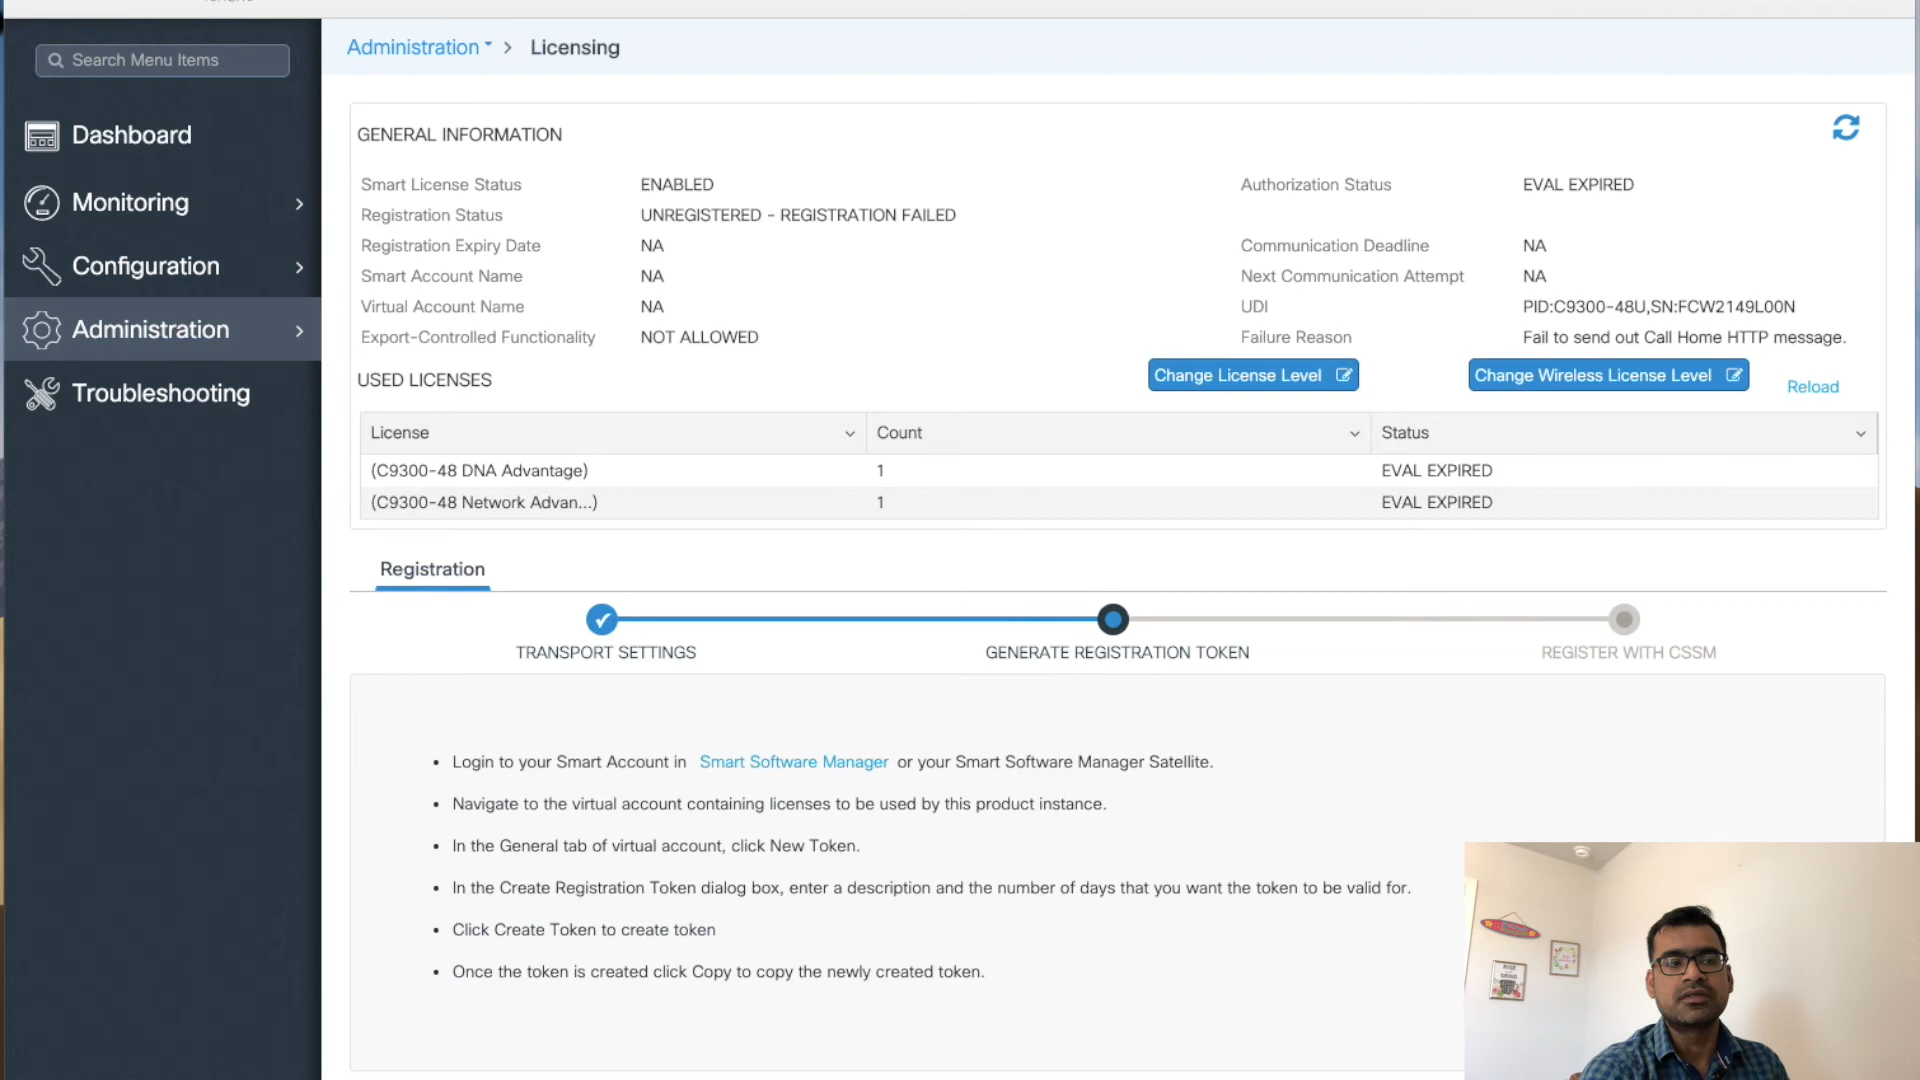 Search Menu Items
Administration
Licensing
Dashboard
Monitoring
Configuration
Administration
Troubleshooting
GENERAL INFORMATION
Smart License Status ENABLED Authorization Status EVAL EXPIRED
Registration Status UNREGISTERED - REGISTRATION FAILED
Registration Expiry Date NA Communication Deadline NA
Smart Account Name NA Next Communication Attempt NA
Virtual Account Name NA UDI PID:C9300-48U,SN:FCW2149L00N
Export-Controlled Functionality NOT ALLOWED Failure Reason Fail to send out Call Home HTTP message.
USED LICENSES Change License Level Change Wireless License Level Reload
License Count Status
(C9300-48 DNA Advantage) 1 EVAL EXPIRED
(C9300-48 Network Advan...) 1 EVAL EXPIRED
Registration
TRANSPORT SETTINGS GENERATE REGISTRATION TOKEN REGISTER WITH CSSM
• Login to your Smart Account in Smart Software Manager or your Smart Software Manager Satellite.
• Navigate to the virtual account containing licenses to be used by this product instance.
• In the General tab of virtual account, click New Token.
• In the Create Registration Token dialog box, enter a description and the number of days that you want the token to be valid for.
• Click Create Token to create token
• Once the token is created click Copy to copy the newly created token.